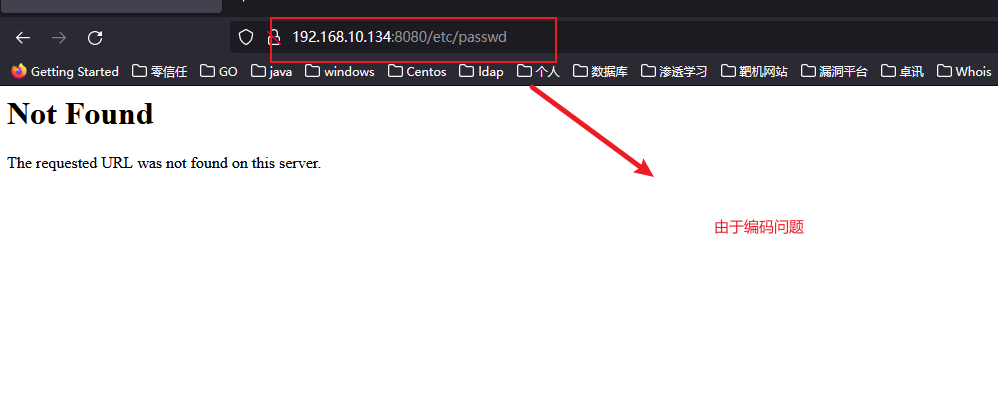 192.168.10.134:8080/etc/passwd
Getting Started 零信任 GO java windows Centos ldap 个人 数据库 渗透学习 靶机网站 漏洞平台 卓讯 Whois
Not Found
The requested URL was not found on this server.
由于编码问题